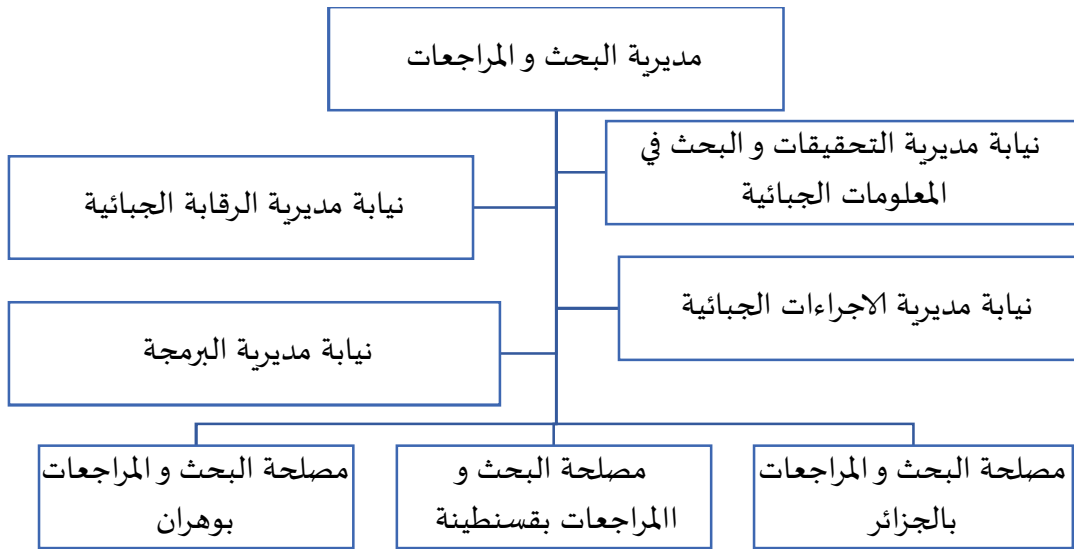 مديرية البحث و المراجعات
نيابة مديرية التحقيقات و البحث في
المعلومات الجبائية
نيابة مديرية الرقابة الجبائية
نيابة مديرية الاجراءات الجبائية
نيابة مديرية البرمجة
مصلحة البحث و المراجعات
بالجزائر
مصلحة البحث و
االمراجعات بقسنطينة
مصلحة البحث و المراجعات
بوهران